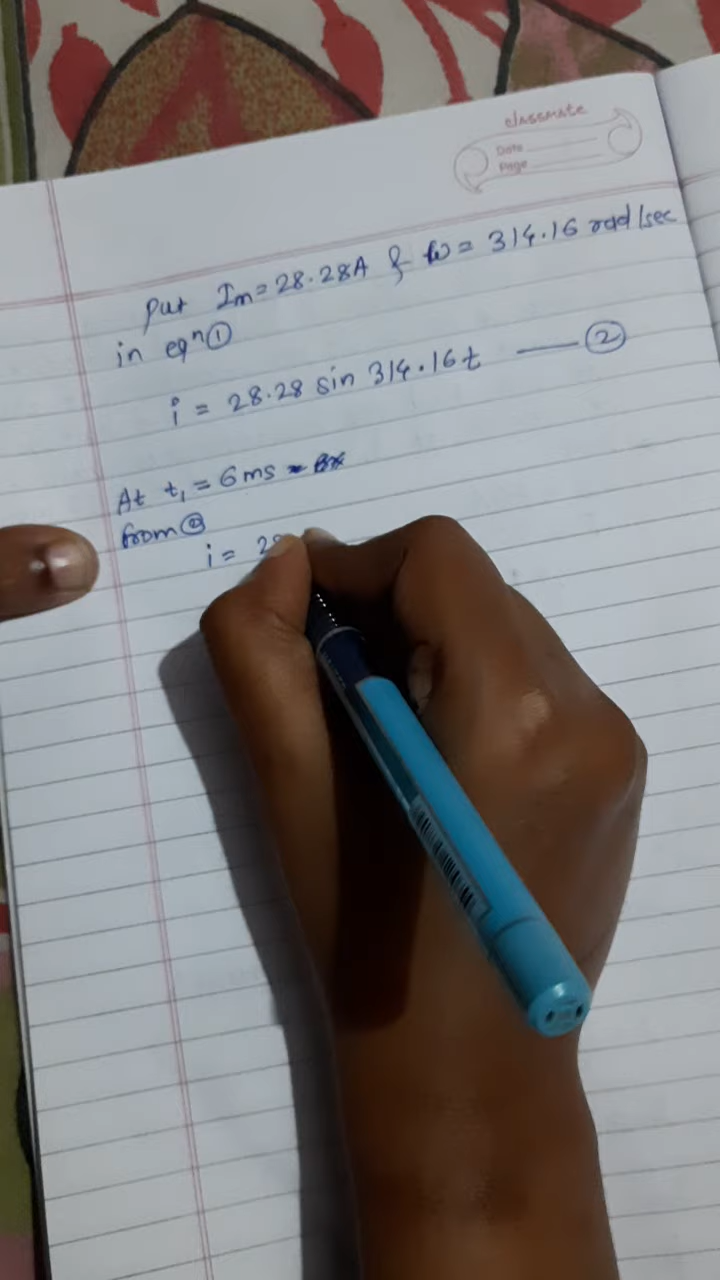 classmate
Date
Page
put Im = 28.28A & ω = 314.16 rad/sec
in eqⁿ ①
i = 28.28 sin 314.16t — ②
At t₁ = 6ms
from ②
i = 28